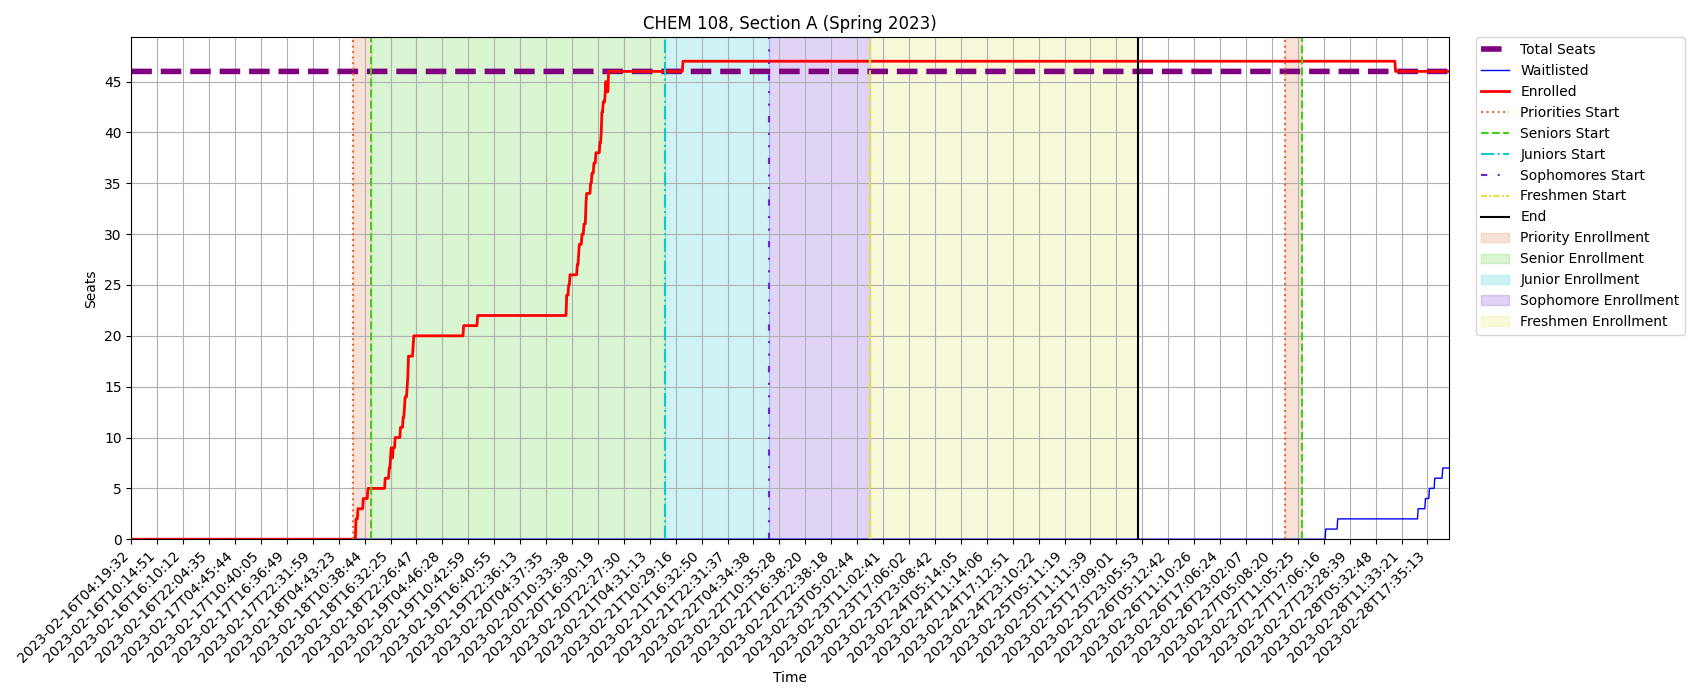 CHEM 108, Section A (Spring 2023)
Seats
45
40
35
30
25
20
15
10
5
0
2023-02-16T04:19:32
2023-02-16T10:14:51
2023-02-16T16:10:12
2023-02-16T22:04:35
2023-02-17T04:45:44
2023-02-17T10:40:05
2023-02-17T16:36:49
2023-02-17T22:31:59
2023-02-18T04:43:23
2023-02-18T10:38:44
2023-02-18T16:32:25
2023-02-18T22:26:47
2023-02-19T04:46:28
2023-02-19T10:42:59
2023-02-19T16:40:55
2023-02-19T22:36:13
2023-02-20T04:37:35
2023-02-20T10:33:38
2023-02-20T16:30:19
2023-02-20T22:27:30
2023-02-21T04:31:13
2023-02-21T10:29:16
2023-02-21T16:32:50
2023-02-21T22:31:37
2023-02-22T04:34:38
2023-02-22T10:35:28
2023-02-22T16:38:20
2023-02-22T22:38:18
2023-02-23T05:02:44
2023-02-23T11:02:41
2023-02-23T17:06:02
2023-02-23T23:08:42
2023-02-24T05:14:05
2023-02-24T11:14:06
2023-02-24T17:12:51
2023-02-24T23:10:22
2023-02-25T05:11:19
2023-02-25T11:11:39
2023-02-25T17:09:01
2023-02-25T23:05:53
2023-02-26T05:12:42
2023-02-26T11:10:26
2023-02-26T17:06:24
2023-02-26T23:02:07
2023-02-27T05:08:20
2023-02-27T11:05:25
2023-02-27T17:06:16
2023-02-27T23:28:39
2023-02-28T05:32:48
2023-02-28T11:33:21
2023-02-28T17:35:13
Time
Total Seats
Waitlisted
Enrolled
Priorities Start
Seniors Start
Juniors Start
Sophomores Start
Freshmen Start
End
Priority Enrollment
Senior Enrollment
Junior Enrollment
Sophomore Enrollment
Freshmen Enrollment